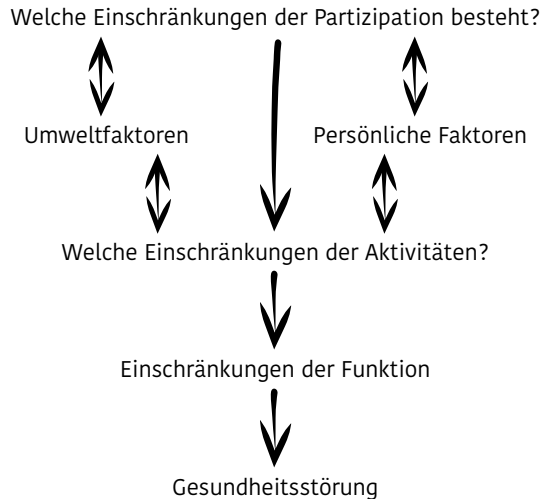 Welche Einschränkungen der Partizipation besteht?
Umweltfaktoren
Persönliche Faktoren
Welche Einschränkungen der Aktivitäten?
Einschränkungen der Funktion
Gesundheitsstörung